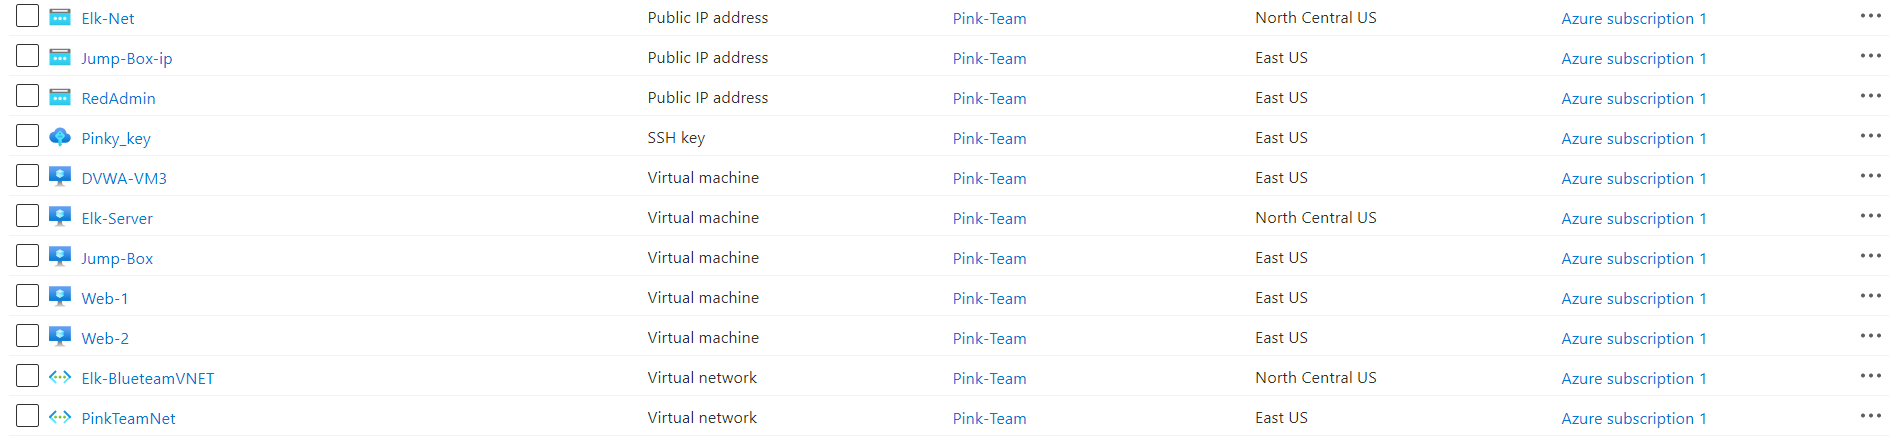 Elk-Net Public IP address Pink-Team North Central US Azure subscription 1 •••
Jump-Box-ip Public IP address Pink-Team East US Azure subscription 1 •••
RedAdmin Public IP address Pink-Team East US Azure subscription 1 •••
Pinky_key SSH key Pink-Team East US Azure subscription 1 •••
DVWA-VM3 Virtual machine Pink-Team East US Azure subscription 1 •••
Elk-Server Virtual machine Pink-Team North Central US Azure subscription 1 •••
Jump-Box Virtual machine Pink-Team East US Azure subscription 1 •••
Web-1 Virtual machine Pink-Team East US Azure subscription 1 •••
Web-2 Virtual machine Pink-Team East US Azure subscription 1 •••
Elk-BlueteamVNET Virtual network Pink-Team North Central US Azure subscription 1 •••
PinkTeamNet Virtual network Pink-Team East US Azure subscription 1 •••